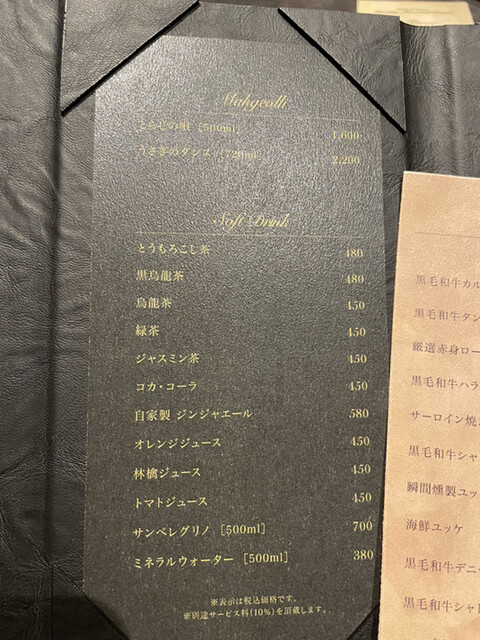 Makgeolli
とらじの唄 [500ml] 1,600
うさぎのダンス [720ml] 2,200
Soft Drink
とうもろこし茶 480
黒烏龍茶 480
烏龍茶 450
緑茶 450
ジャスミン茶 450
コカ・コーラ 450
自家製 ジンジャエール 580
オレンジジュース 450
林檎ジュース 450
トマトジュース 450
サンペレグリノ [500ml] 700
ミネラルウォーター [500ml] 380
※表示は税込価格です。
※別途サービス料(10%)を頂戴します。
黒毛和牛カル
黒毛和牛タン
厳選赤身ロー
黒毛和牛ハラ
サーロイン焼
黒毛和牛シャ
瞬間燻製ユッ
海鮮ユッケ
黒毛和牛デニ
黒毛和牛シャト